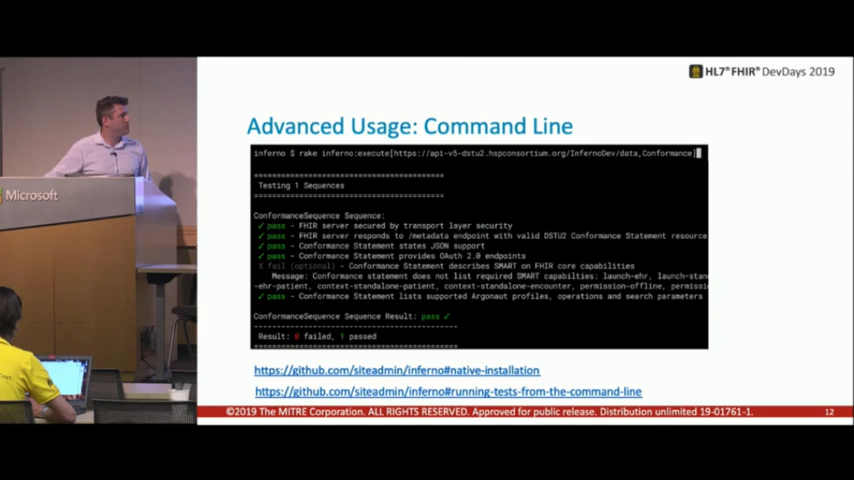 HL7® FHIR® DevDays 2019
Advanced Usage: Command Line
inferno $ rake inferno:execute[https://api-v5-dstu2.hspconsortium.org/InfernoDev/data,Conformance]
Testing 1 Sequences
ConformanceSequence Sequence:
✓ pass - FHIR server secured by transport layer security
✓ pass - FHIR server responds to /metadata endpoint with valid DSTU2 Conformance Statement resource
✓ pass - Conformance Statement states JSON support
✓ pass - Conformance Statement provides OAuth 2.0 endpoints
X fail (optional) - Conformance Statement describes SMART on FHIR core capabilities
Message: Conformance statement does not list required SMART capabilties: launch-ehr, launch-stan
-ehr-patient, context-standalone-patient, context-standalone-encounter, permission-offline, permissi
✓ pass - Conformance Statement lists supported Argonaut profiles, operations and search parameters
ConformanceSequence Sequence Result: pass ✓
Result: 0 failed, 1 passed
Microsoft
https://github.com/siteadmin/inferno#native-installation
https://github.com/siteadmin/inferno#running-tests-from-the-command-line
©2019 The MITRE Corporation. ALL RIGHTS RESERVED. Approved for public release. Distribution unlimited 19-01761-1.
12